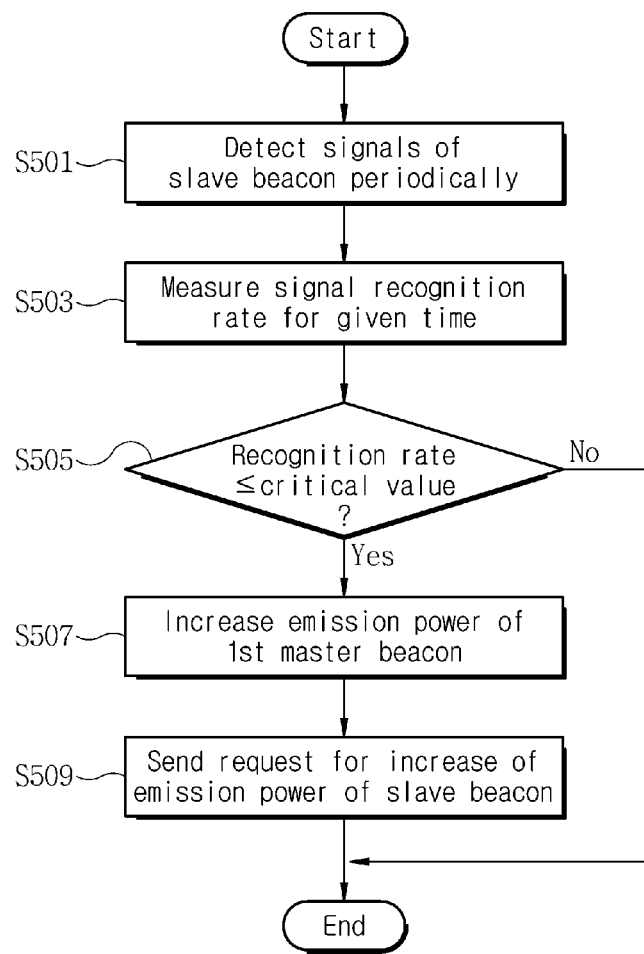 Start
S501
Detect signals of
slave beacon periodically
S503
Measure signal recognition
rate for given time
S505
Recognition rate
≤critical value
?
No
Yes
S507
Increase emission power of
1st master beacon
S509
Send request for increase of
emission power of slave beacon
End